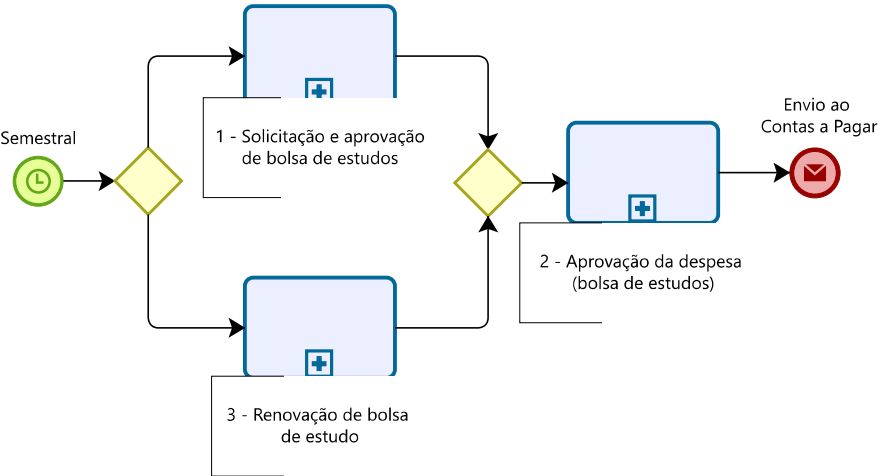 Semestral
1 - Solicitação e aprovação
de bolsa de estudos
3 - Renovação de bolsa
de estudo
2 - Aprovação da despesa
(bolsa de estudos)
Envio ao
Contas a Pagar